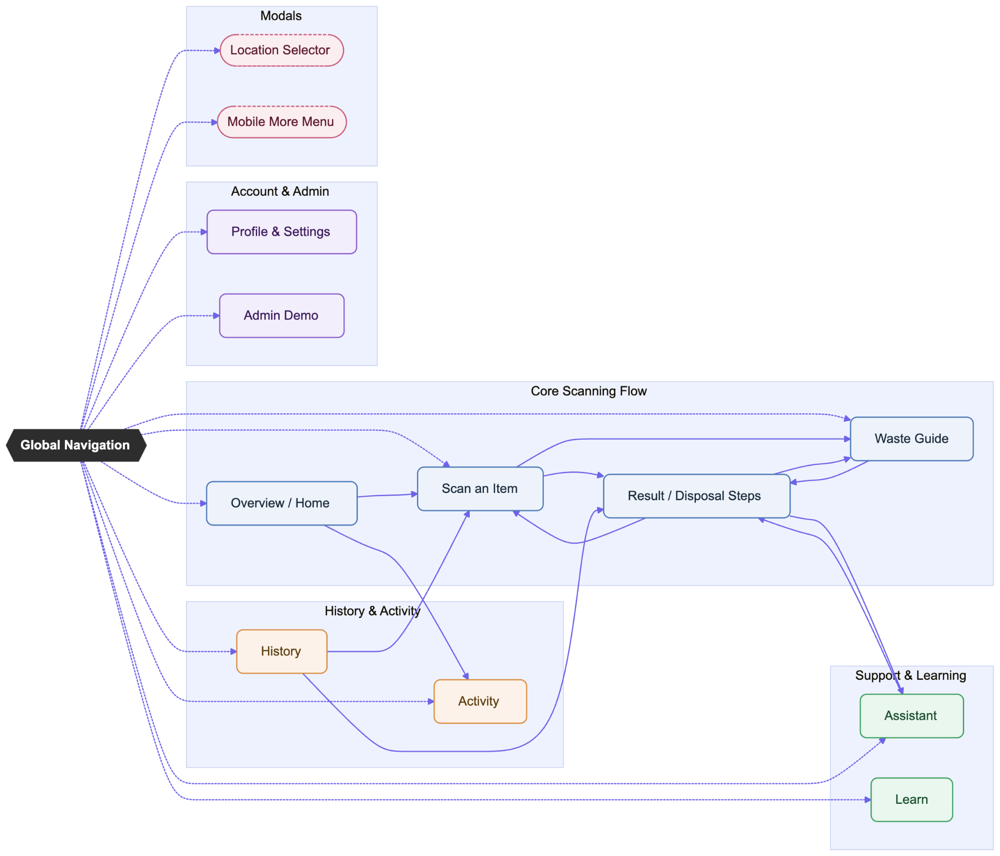 Modals
Location Selector
Mobile More Menu
Account & Admin
Profile & Settings
Admin Demo
Core Scanning Flow
Global Navigation
Waste Guide
Scan an Item
Result / Disposal Steps
Overview / Home
History & Activity
History
Activity
Support & Learning
Assistant
Learn